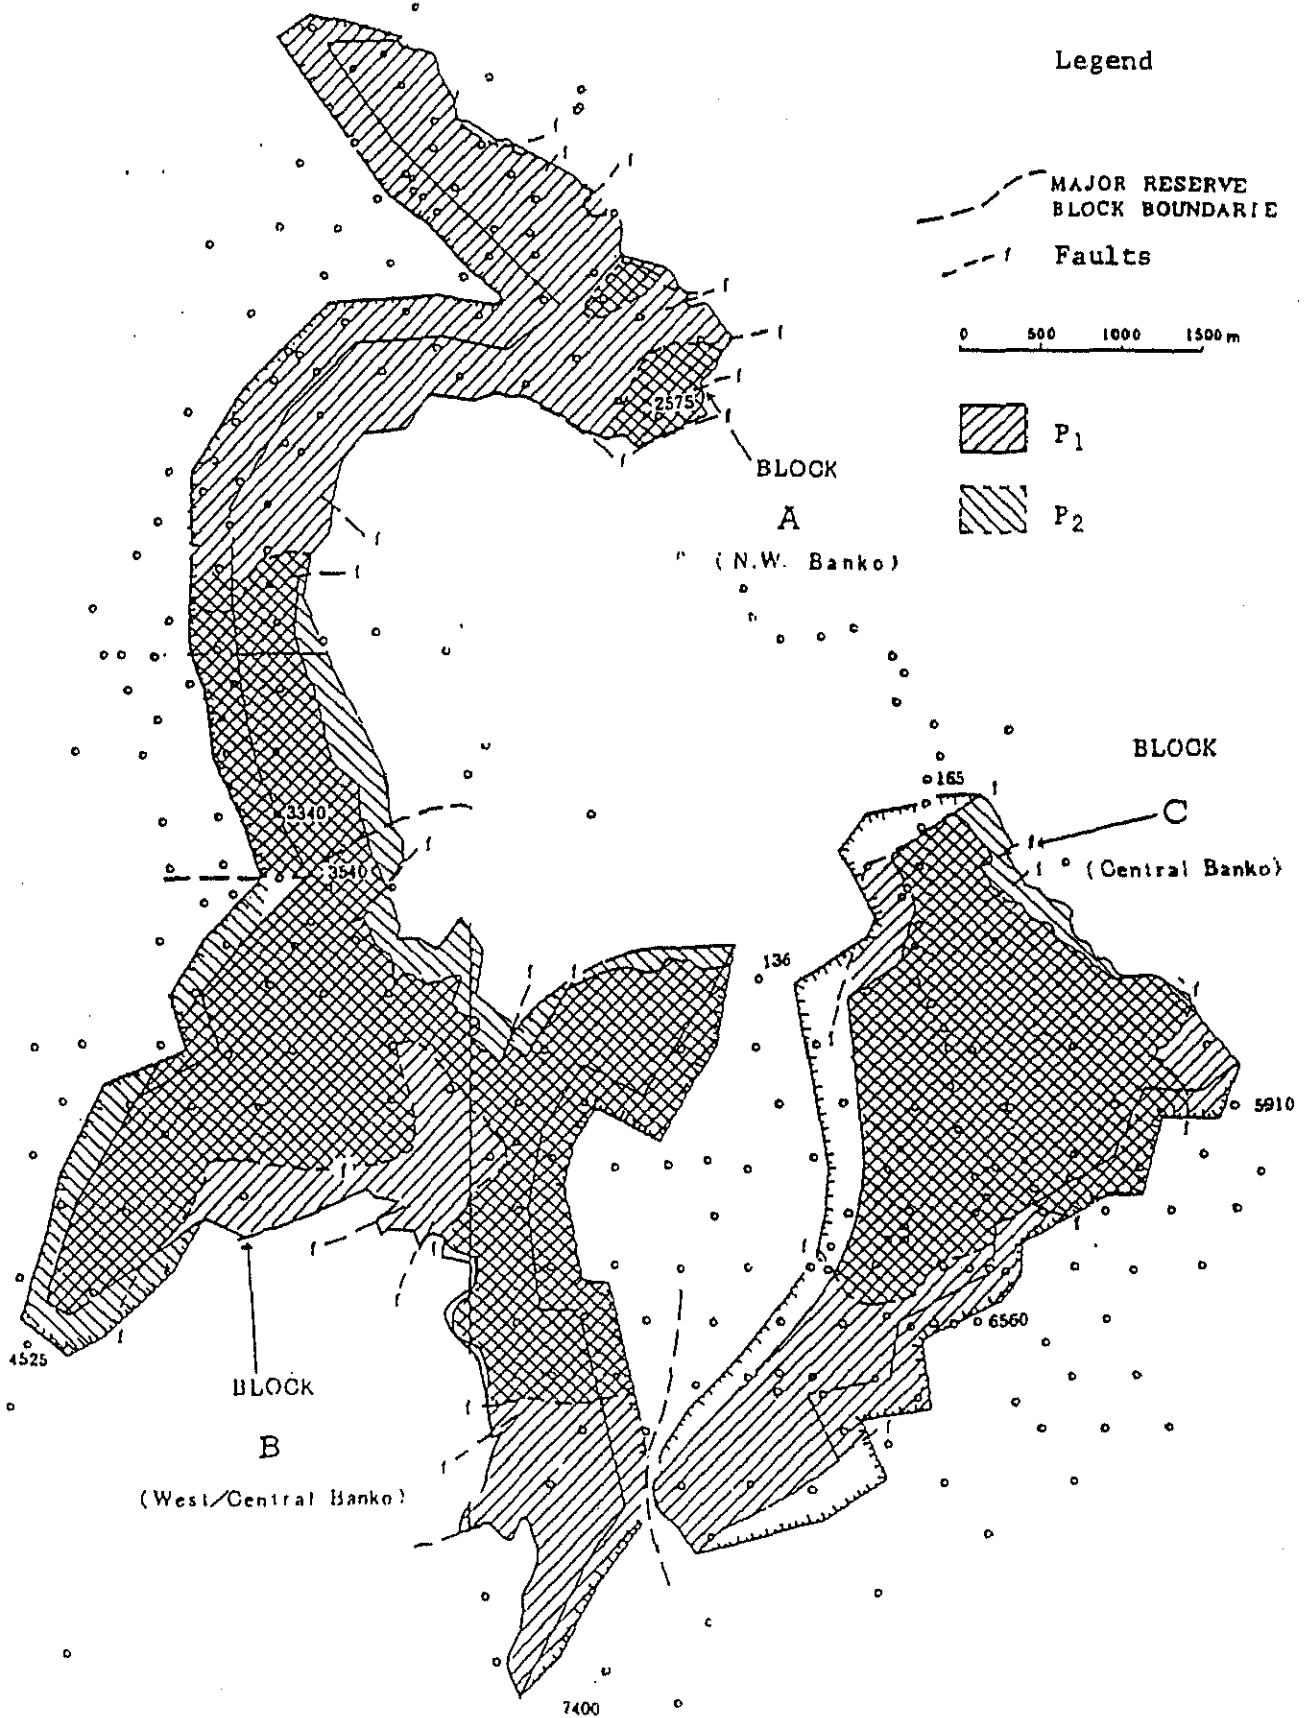 Legend
MAJOR RESERVE
BLOCK BOUNDARIE
f Faults
0 500 1000 1500 m
P1
P2
f
f
f
f
f
f
2575
f
f
BLOCK
A
(N.W. Banko)
f
f
BLOCK
165
f
C
3340
f
f
f
(Central Banko)
3540
136
f
f
f
f
5910
f
f
f
f
f
f
f
6560
f
4525
BLOCK
f
B
f
f
(West/Central Banko)
7400